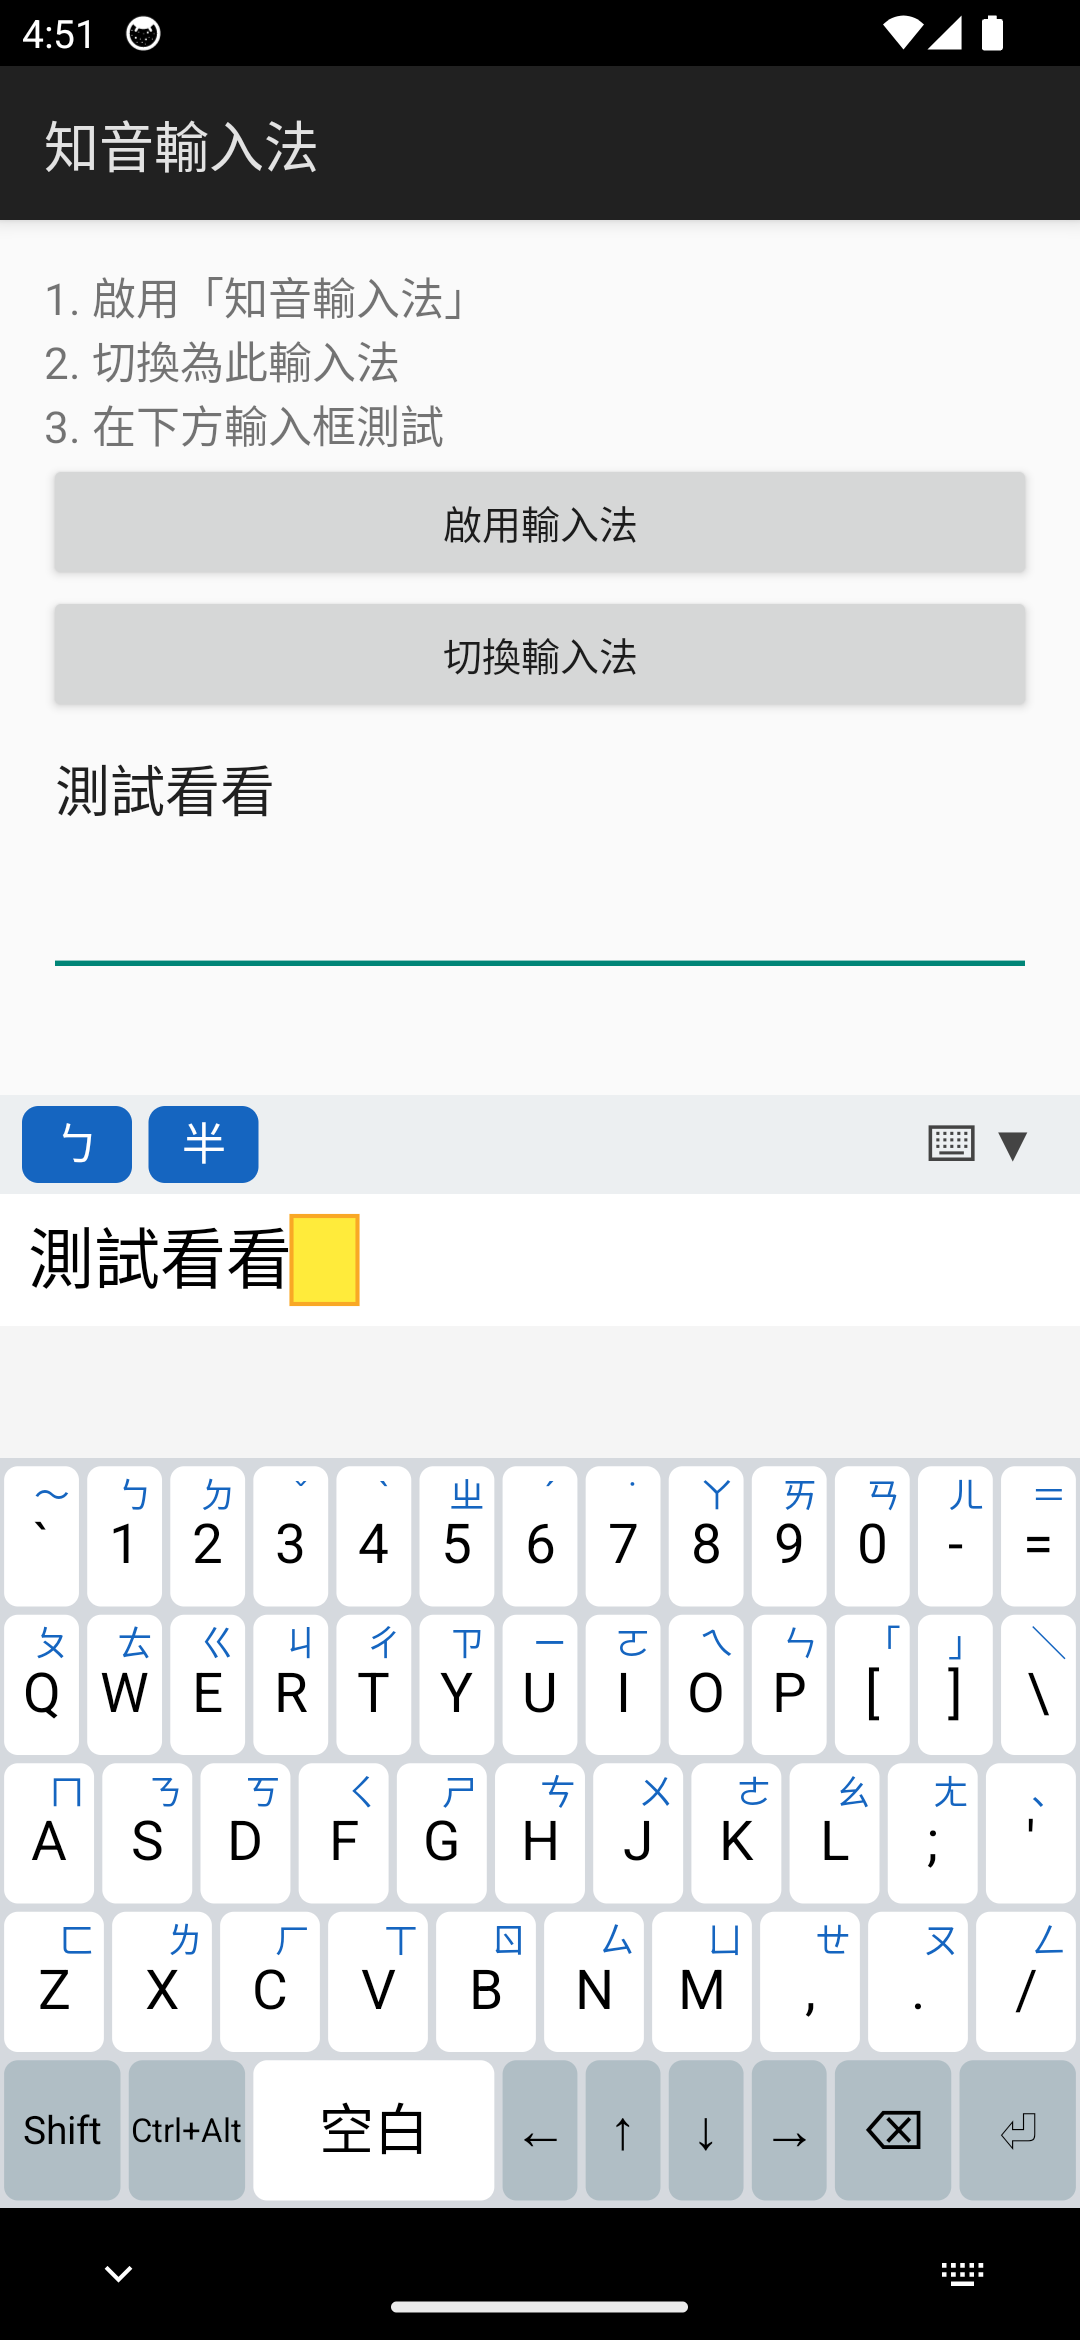 4:51
知音輸入法
1. 啟用「知音輸入法」
2. 切換為此輸入法
3. 在下方輸入框測試
啟用輸入法
切換輸入法
測試看看
ㄅ 半 ▼
測試看看
～ ㄅ ㄉ ˇ ˋ ㄓ ˊ ˙ ㄚ ㄞ ㄢ ㄦ ＝
` 1 2 3 4 5 6 7 8 9 0 - =
ㄆ ㄊ ㄍ ㄐ ㄔ ㄗ ㄧ ㄛ ㄟ ㄣ 「 」 ＼
Q W E R T Y U I O P [ ] \
ㄇ ㄋ ㄎ ㄑ ㄕ ㄘ ㄨ ㄜ ㄠ ㄤ 、
A S D F G H J K L ; '
ㄈ ㄌ ㄏ ㄒ ㄖ ㄙ ㄩ ㄝ ㄡ ㄥ
Z X C V B N M , . /
Shift Ctrl+Alt 空白 ← ↑ ↓ → ⌫ ⏎